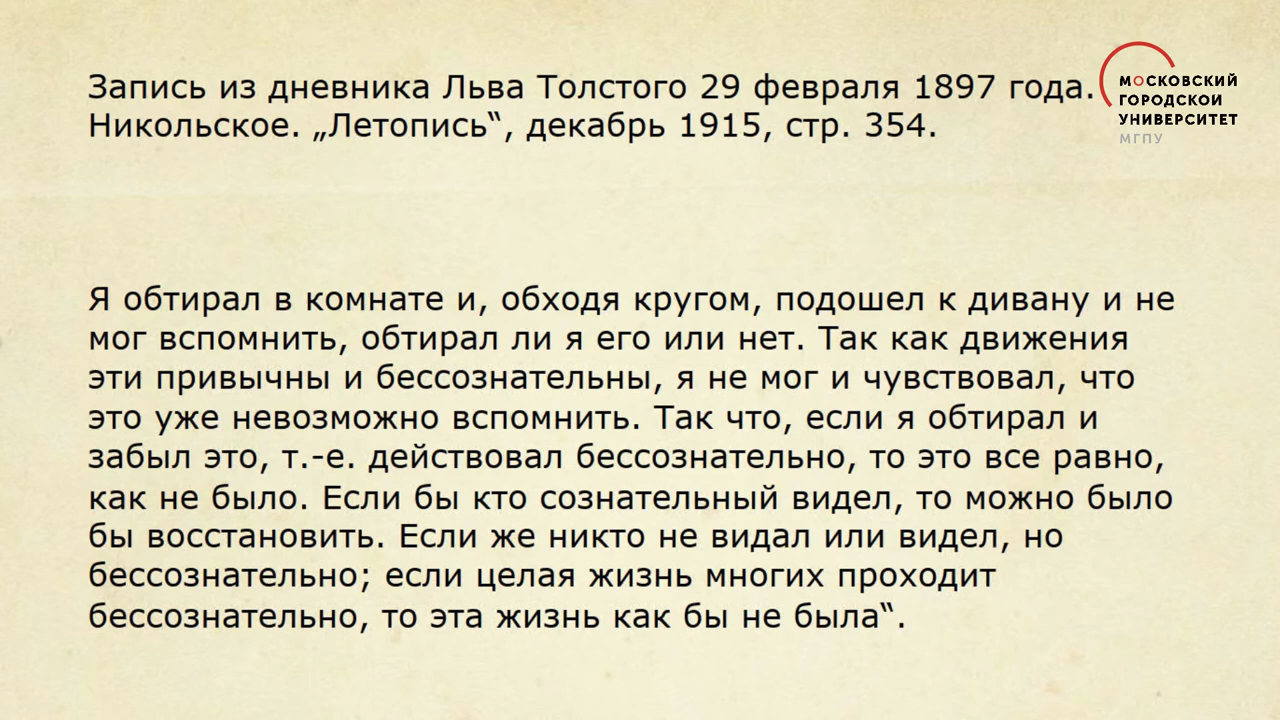 Запись из дневника Льва Толстого 29 февраля 1897 года.
Никольское. „Летопись“, декабрь 1915, стр. 354.
МОСКОВСКИЙ
ГОРОДСКОЙ
УНИВЕРСИТЕТ
МГПУ
Я обтирал в комнате и, обходя кругом, подошел к дивану и не
мог вспомнить, обтирал ли я его или нет. Так как движения
эти привычны и бессознательны, я не мог и чувствовал, что
это уже невозможно вспомнить. Так что, если я обтирал и
забыл это, т.-е. действовал бессознательно, то это все равно,
как не было. Если бы кто сознательный видел, то можно было
бы восстановить. Если же никто не видал или видел, но
бессознательно; если целая жизнь многих проходит
бессознательно, то эта жизнь как бы не была“.